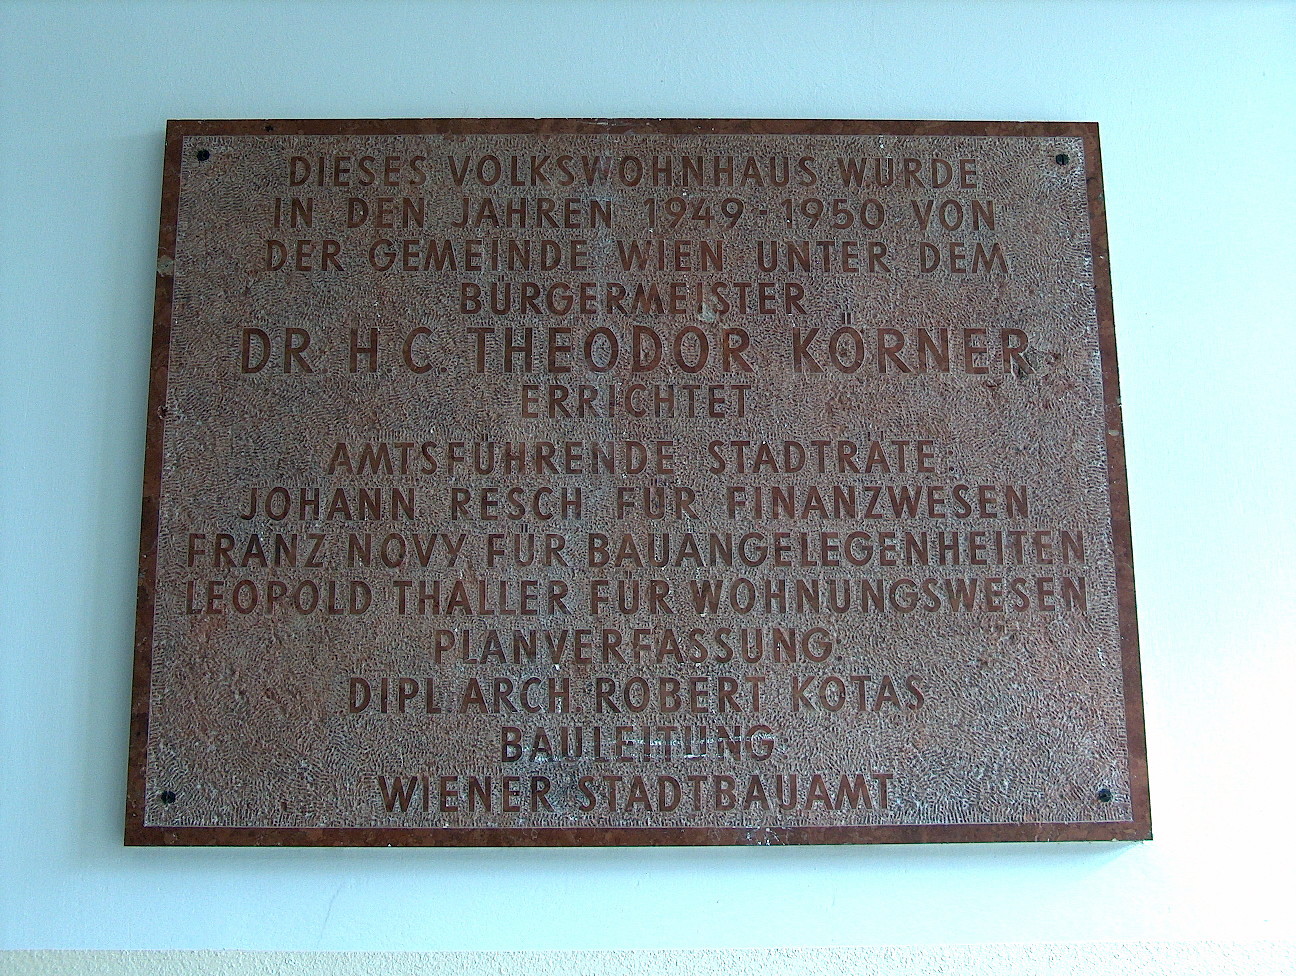 DIESES VOLKSWOHNHAUS WURDE
IN DEN JAHREN 1949-1950 VON
DER GEMEINDE WIEN UNTER DEM
BÜRGERMEISTER
DR. H.C. THEODOR KÖRNER
ERRICHTET
AMTSFÜHRENDE STADTRÄTE:
JOHANN RESCH FÜR FINANZWESEN
FRANZ NOVY FÜR BAUANGELEGENHEITEN
LEOPOLD THALLER FÜR WOHNUNGSWESEN
PLANVERFASSUNG:
DIPL. ARCH. ROBERT KOTAS
BAULEITUNG:
WIENER STADTBAUAMT